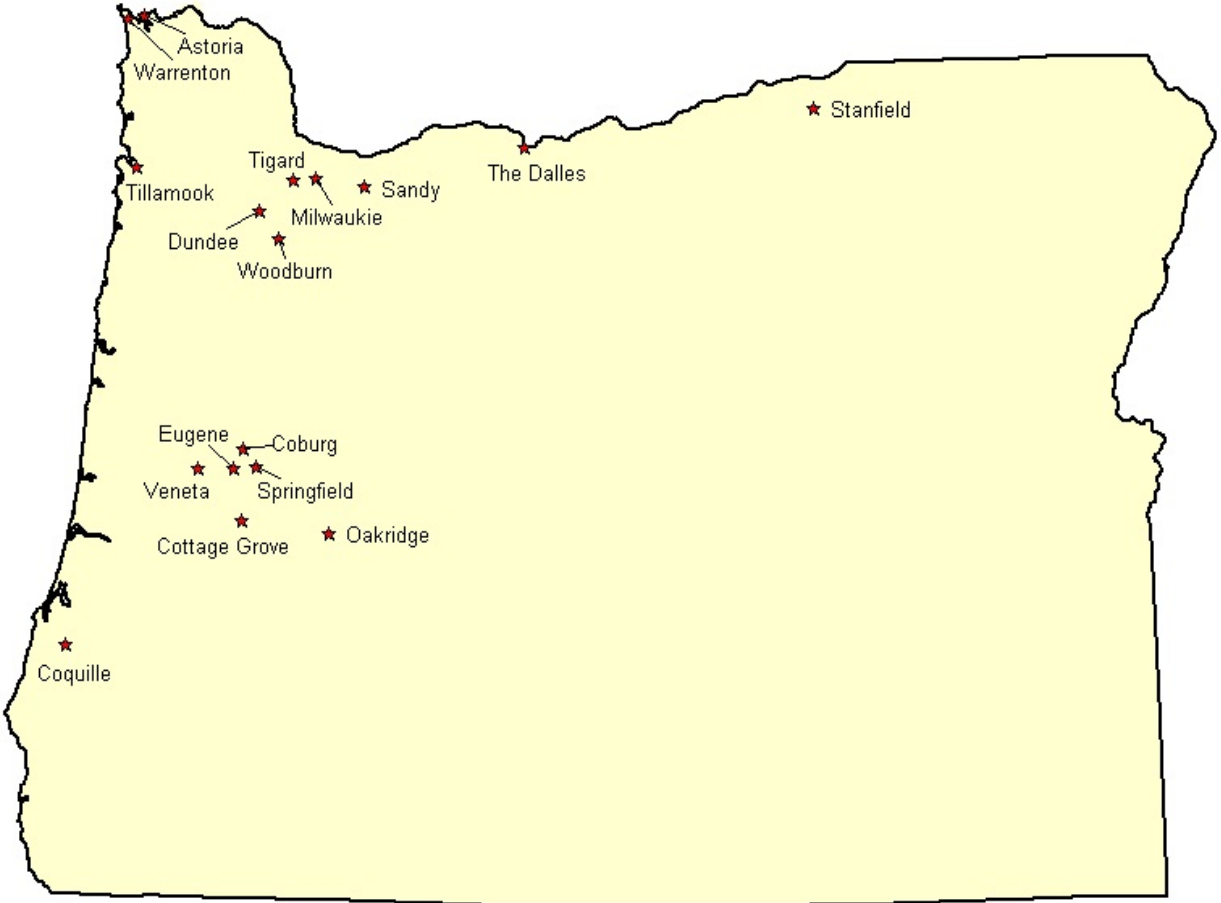 Astoria
Warrenton
Stanfield
Tigard
The Dalles
Tillamook
Sandy
Milwaukie
Dundee
Woodburn
Eugene
Coburg
Veneta
Springfield
Cottage Grove
Oakridge
Coquille